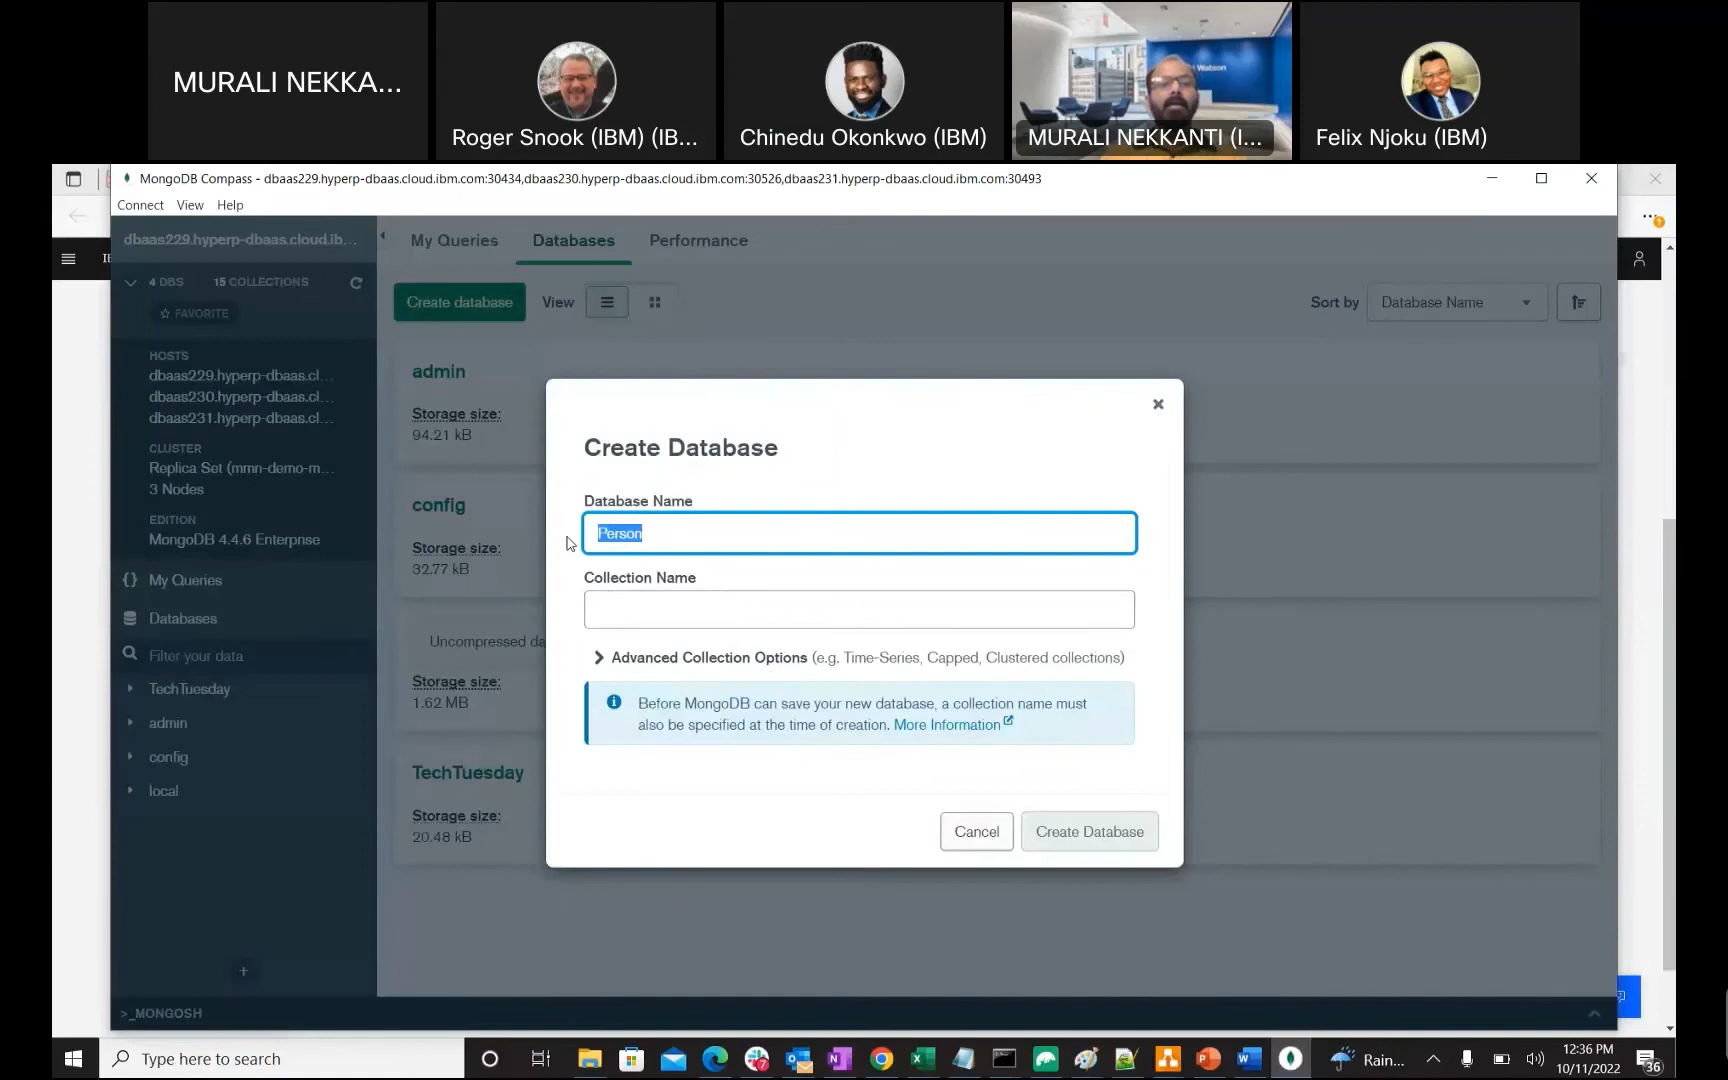 MURALI NEKKA...
Roger Snook (IBM) (IB...
Chinedu Okonkwo (IBM)
MURALI NEKKANTI (I...
Felix Njoku (IBM)
Watson
MongoDB Compass - dbaas229.hyperp-dbaas.cloud.ibm.com:30434,dbaas230.hyperp-dbaas.cloud.ibm.com:30526,dbaas231.hyperp-dbaas.cloud.ibm.com:30493
Connect View Help
dbaas229.hyperp-dbaas.cloud.ib...
My Queries Databases Performance
4 DBS 15 COLLECTIONS
FAVORITE
Create database View
Sort by Database Name
HOSTS
dbaas229.hyperp-dbaas.cl...
dbaas230.hyperp-dbaas.cl...
dbaas231.hyperp-dbaas.cl...
CLUSTER
Replica Set (mmn-demo-m...
3 Nodes
EDITION
MongoDB 4.4.6 Enterprise
{} My Queries
Databases
Filter your data
TechTuesday
admin
config
local
+
admin
Storage size:
94.21 kB
config
Storage size:
32.77 kB
Uncompressed da
Storage size:
1.62 MB
TechTuesday
Storage size:
20.48 kB
Create Database
Database Name
Person
Collection Name
Advanced Collection Options (e.g. Time-Series, Capped, Clustered collections)
Before MongoDB can save your new database, a collection name must
also be specified at the time of creation. More Information
Cancel Create Database
>_MONGOSH
Type here to search
Rain...
12:36 PM
10/11/2022
36